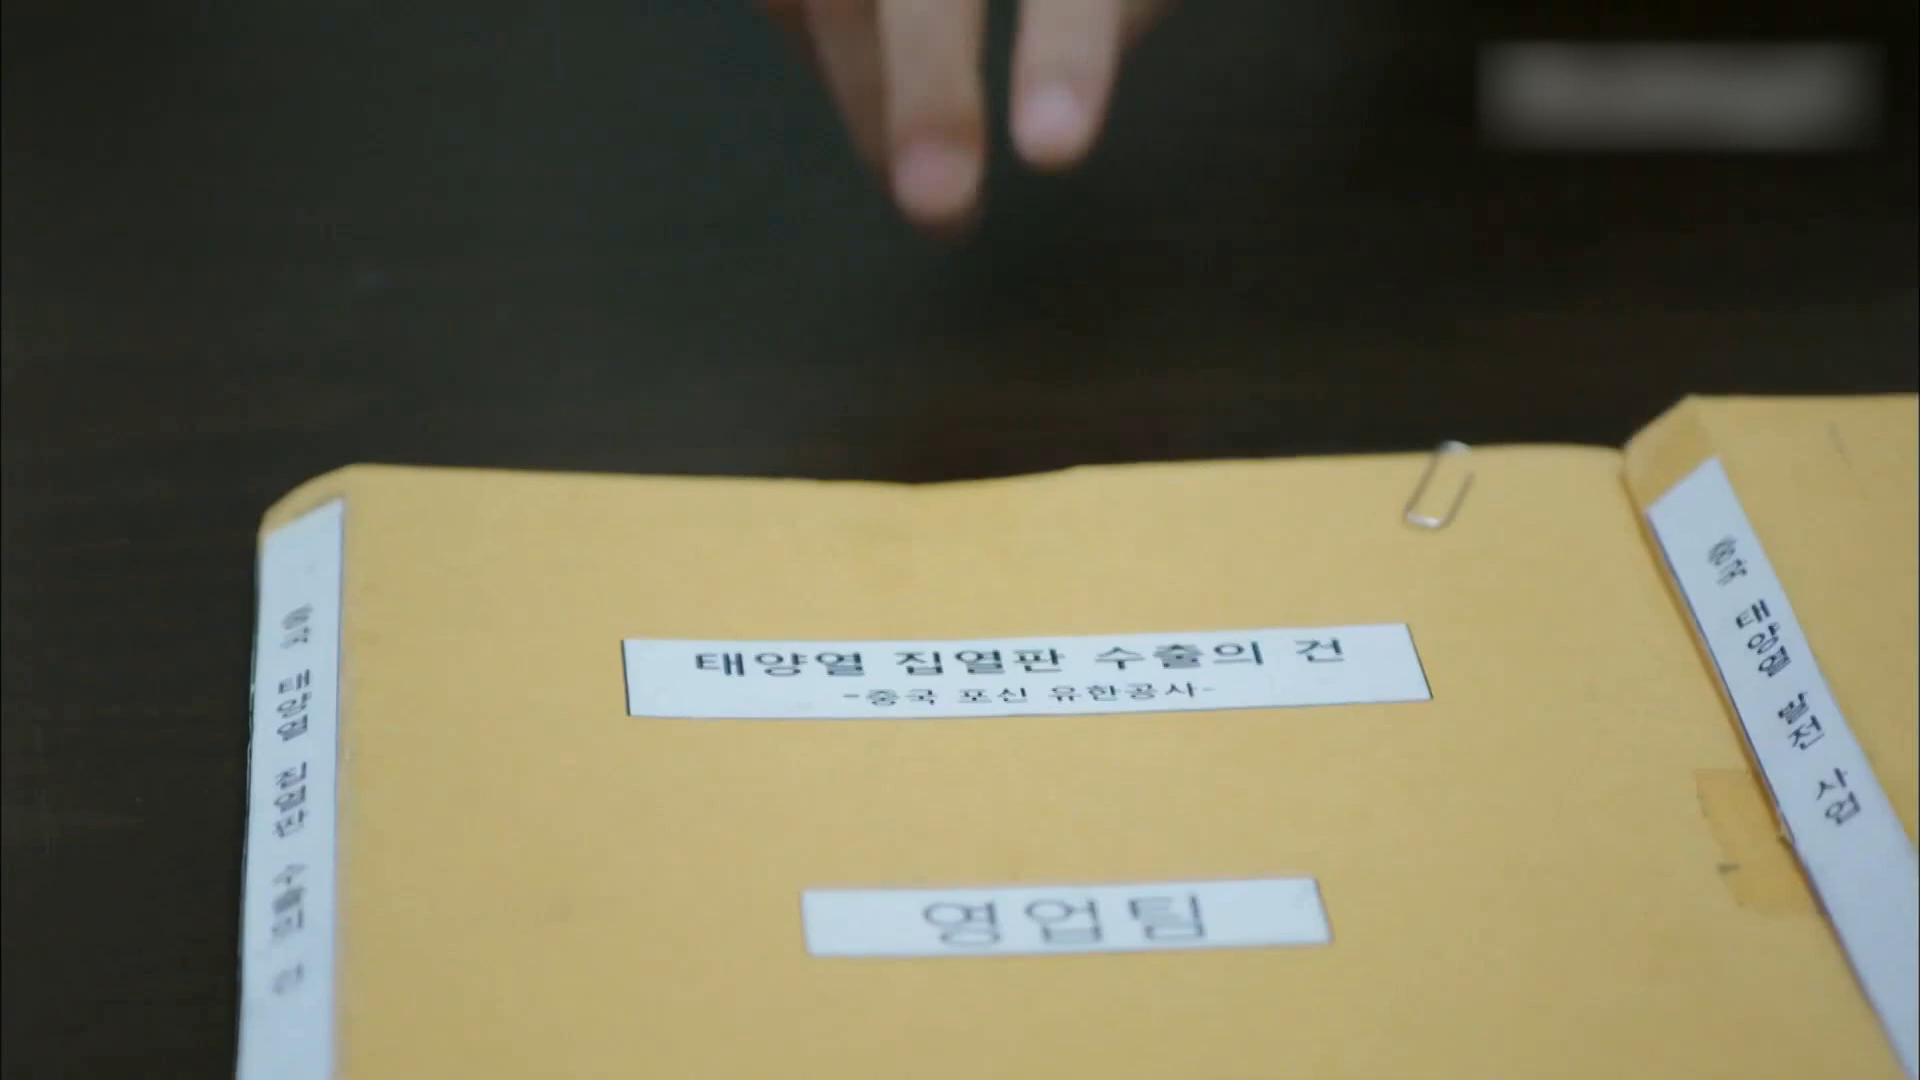 태양열 집열판 수출의 건
-중국 포신 유한공사-
영업팀
태양열 집열판 수출의 건
중국 태양열 발전 사업